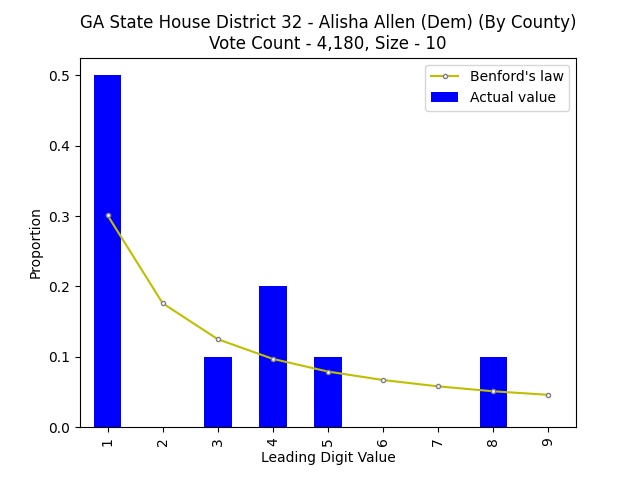 GA State House District 32 - Alisha Allen (Dem) (By County)
Vote Count - 4,180, Size - 10
Benford's law
Actual value
0.5
0.4
0.3
0.2
0.1
0.0
Proportion
1 2 3 4 5 6 7 8 9
Leading Digit Value